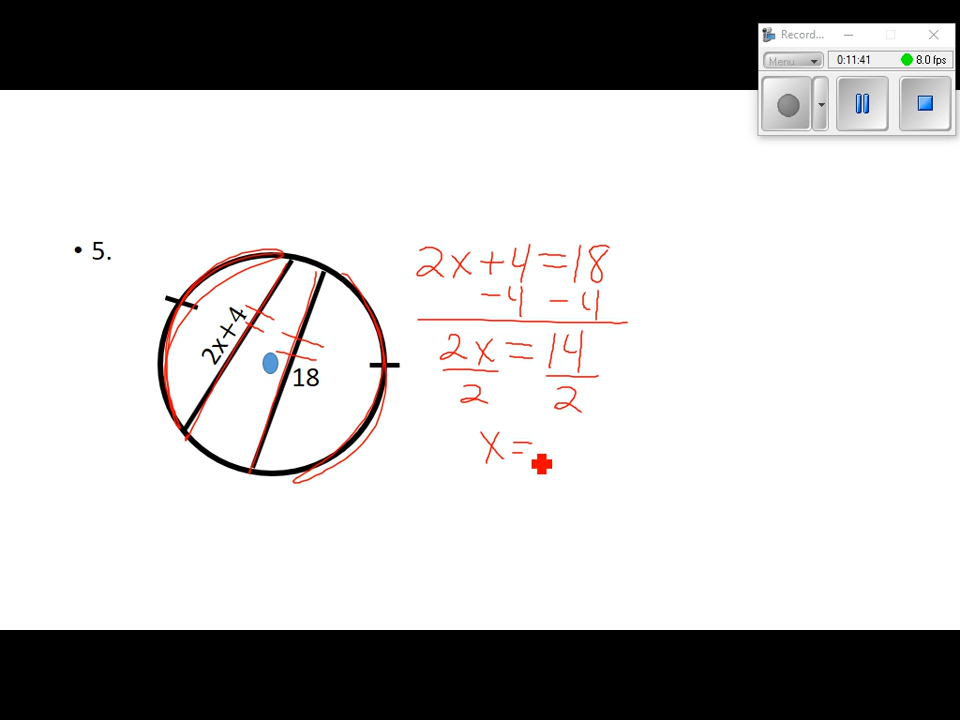 Record...
Menu
0:11:41
8.0 fps
• 5.
2x+4
18
2x+4=18
-4 -4
2x=14
2 2
x=